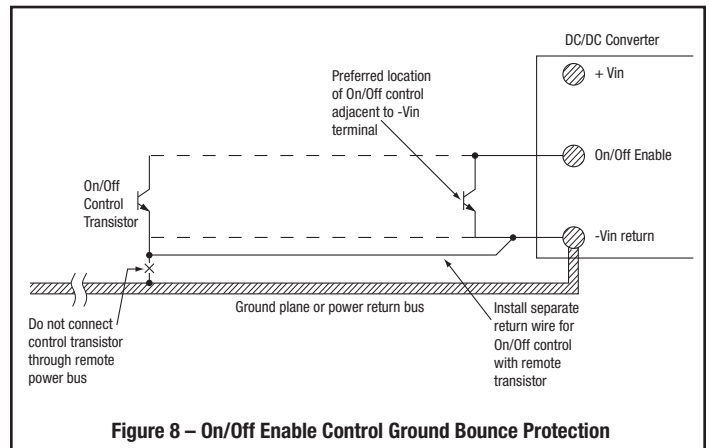 DC/DC Converter
+ Vin
Preferred location
of On/Off control
adjacent to -Vin
terminal
On/Off Enable
On/Off
Control
Transistor
-Vin return
Ground plane or power return bus
Do not connect
control transistor
through remote
power bus
Install separate
return wire for
On/Off control
with remote
transistor
Figure 8 – On/Off Enable Control Ground Bounce Protection